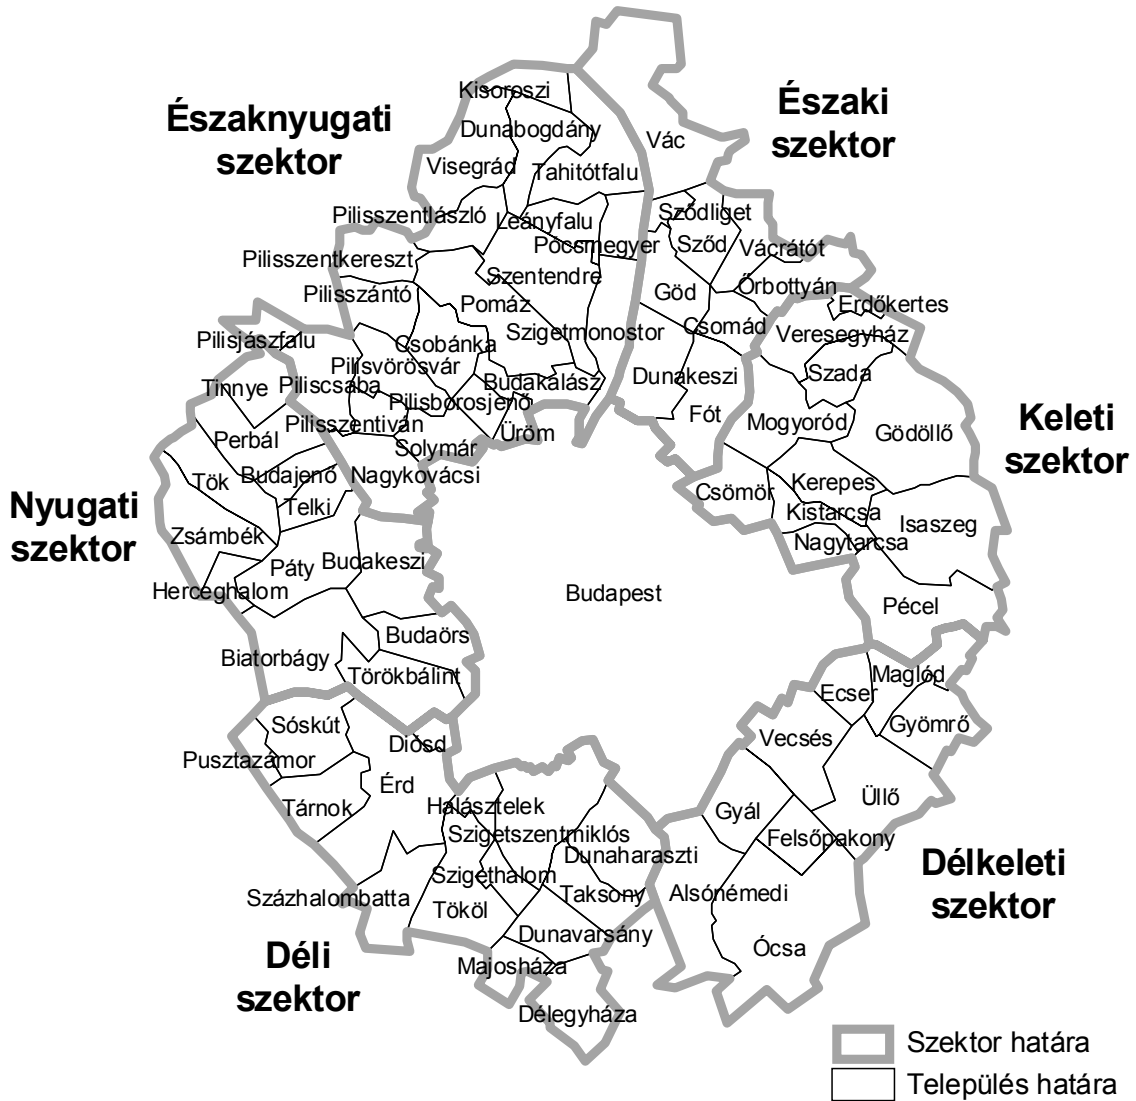 Északnyugati
szektor
Északi
szektor
Keleti
szektor
Nyugati
szektor
Délkeleti
szektor
Déli
szektor
Kisoroszi
Dunabogdány
Visegrád
Tahitótfalu
Vác
Pilisszentlászló
Leányfalu
Pócsmegyer
Sződliget
Sződ
Vácrátót
Pilisszentkereszt
Szentendre
Pilisszántó
Pomáz
Göd
Őrbottyán
Erdőkertes
Szigetmonostor
Csomád
Veresegyház
Pilisjászfalu
Csobánka
Pilisvörösvár
Tinnye
Piliscsaba
Budakalász
Dunakeszi
Szada
Pilisborosjenő
Pilisszentiván
Üröm
Fót
Mogyoród
Gödöllő
Perbál
Solymár
Budajenő
Nagykovácsi
Tök
Telki
Csömör
Kerepes
Kistarcsa
Isaszeg
Nagytarcsa
Zsámbék
Páty
Budakeszi
Herceghalom
Budapest
Pécel
Budaörs
Biatorbágy
Törökbálint
Maglód
Ecser
Gyömrő
Sóskút
Diósd
Vecsés
Pusztazámor
Érd
Tárnok
Halásztelek
Üllő
Gyál
Szigetszentmiklós
Felsőpakony
Dunaharaszti
Szigethalom
Taksony
Alsónémedi
Százhalombatta
Tököl
Dunavarsány
Ócsa
Majosháza
Délegyháza
Szektor határa
Település határa